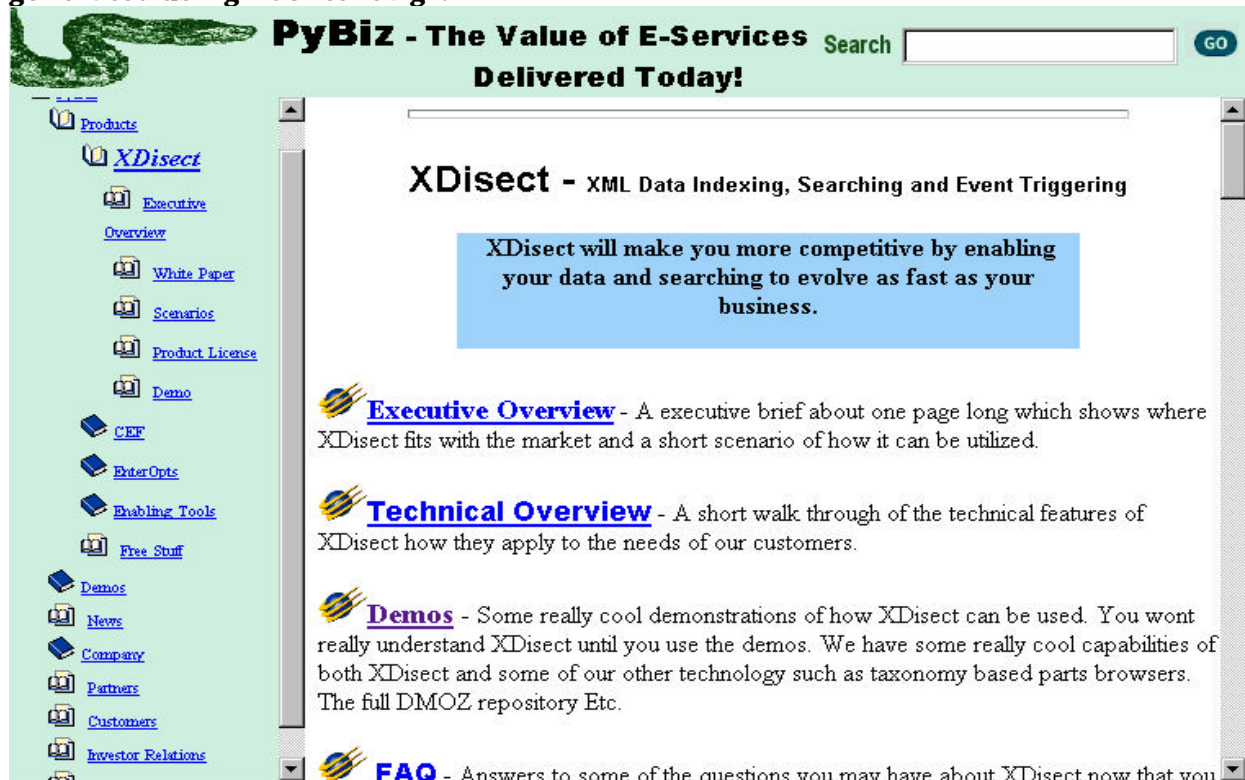 PyBiz - The Value of E-Services
Delivered Today!
Search
GO
Products
XDisect
Executive
Overview
White Paper
Scenarios
Product License
Demo
CEF
EnterOpts
Enabling Tools
Free Stuff
Demos
News
Company
Partners
Customers
Investor Relations
XDisect - XML Data Indexing, Searching and Event Triggering
XDisect will make you more competitive by enabling
your data and searching to evolve as fast as your
business.
Executive Overview - A executive brief about one page long which shows where
XDisect fits with the market and a short scenario of how it can be utilized.
Technical Overview - A short walk through of the technical features of
XDisect how they apply to the needs of our customers.
Demos - Some really cool demonstrations of how XDisect can be used. You wont
really understand XDisect until you use the demos. We have some really cool capabilities of
both XDisect and some of our other technology such as taxonomy based parts browsers.
The full DMOZ repository Etc.
FAQ - Answers to some of the questions you may have about XDisect now that you